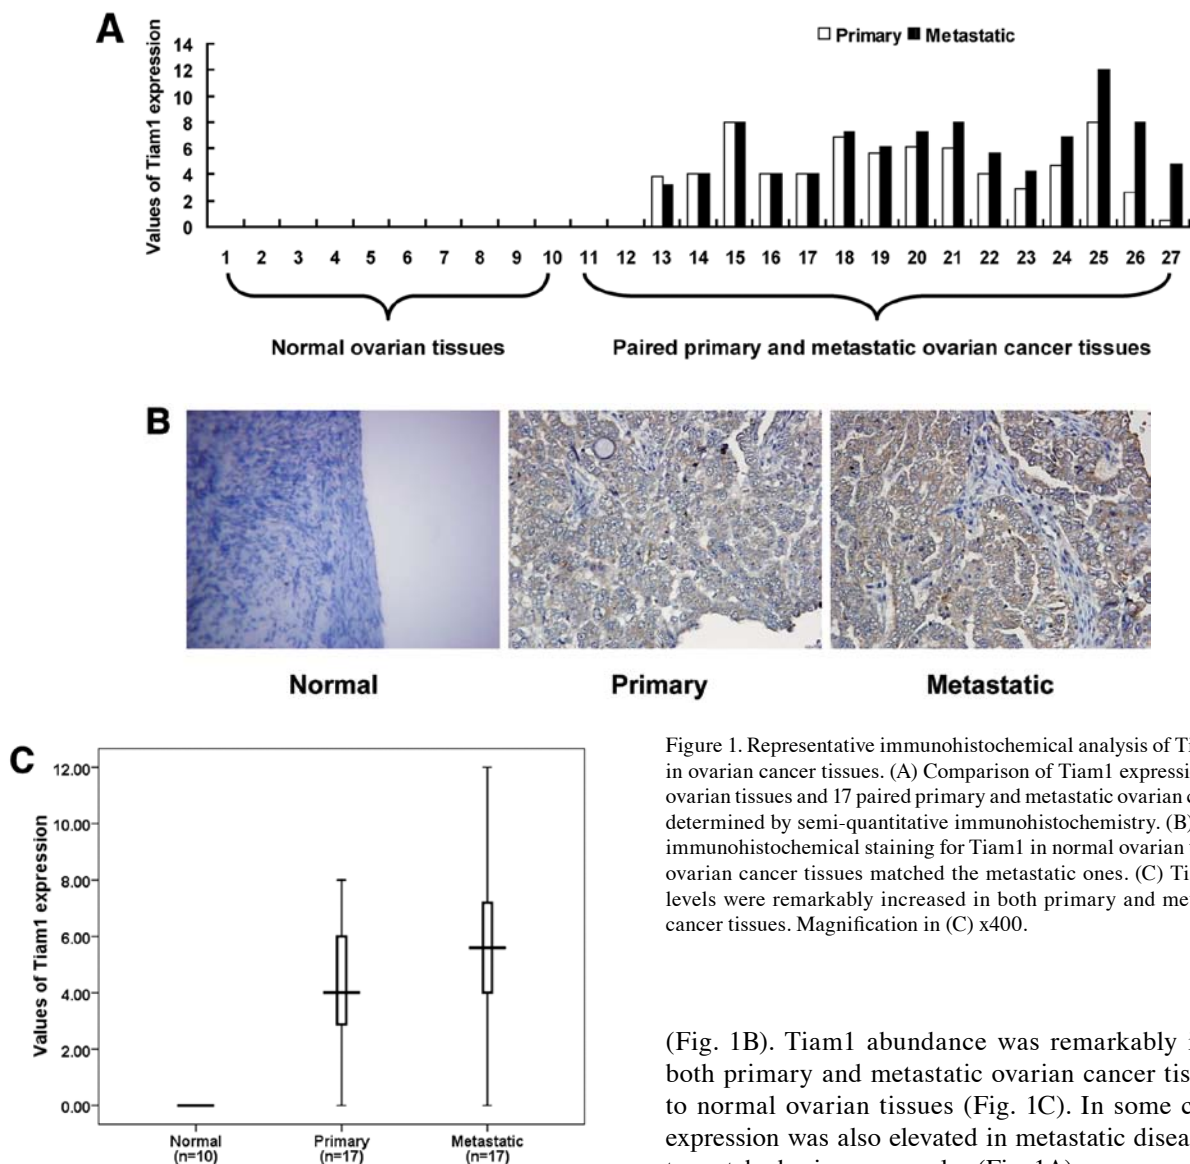 A
Values of Tiam1 expression
Primary Metastatic
14
12
10
8
6
4
2
0
1 2 3 4 5 6 7 8 9 10 11 12 13 14 15 16 17 18 19 20 21 22 23 24 25 26 27
Normal ovarian tissues Paired primary and metastatic ovarian cancer tissues
B
Normal Primary Metastatic
C
Values of Tiam1 expression
12.00
10.00
8.00
6.00
4.00
2.00
0.00
Normal Primary Metastatic
(n=10) (n=17) (n=17)
Figure 1. Representative immunohistochemical analysis of Ti
in ovarian cancer tissues. (A) Comparison of Tiam1 expressi
ovarian tissues and 17 paired primary and metastatic ovarian c
determined by semi-quantitative immunohistochemistry. (B)
immunohistochemical staining for Tiam1 in normal ovarian
ovarian cancer tissues matched the metastatic ones. (C) Ti
levels were remarkably increased in both primary and me
cancer tissues. Magnification in (C) x400.
(Fig. 1B). Tiam1 abundance was remarkably
both primary and metastatic ovarian cancer tis
to normal ovarian tissues (Fig. 1C). In some c
expression was also elevated in metastatic disea
(Fig. 1A)